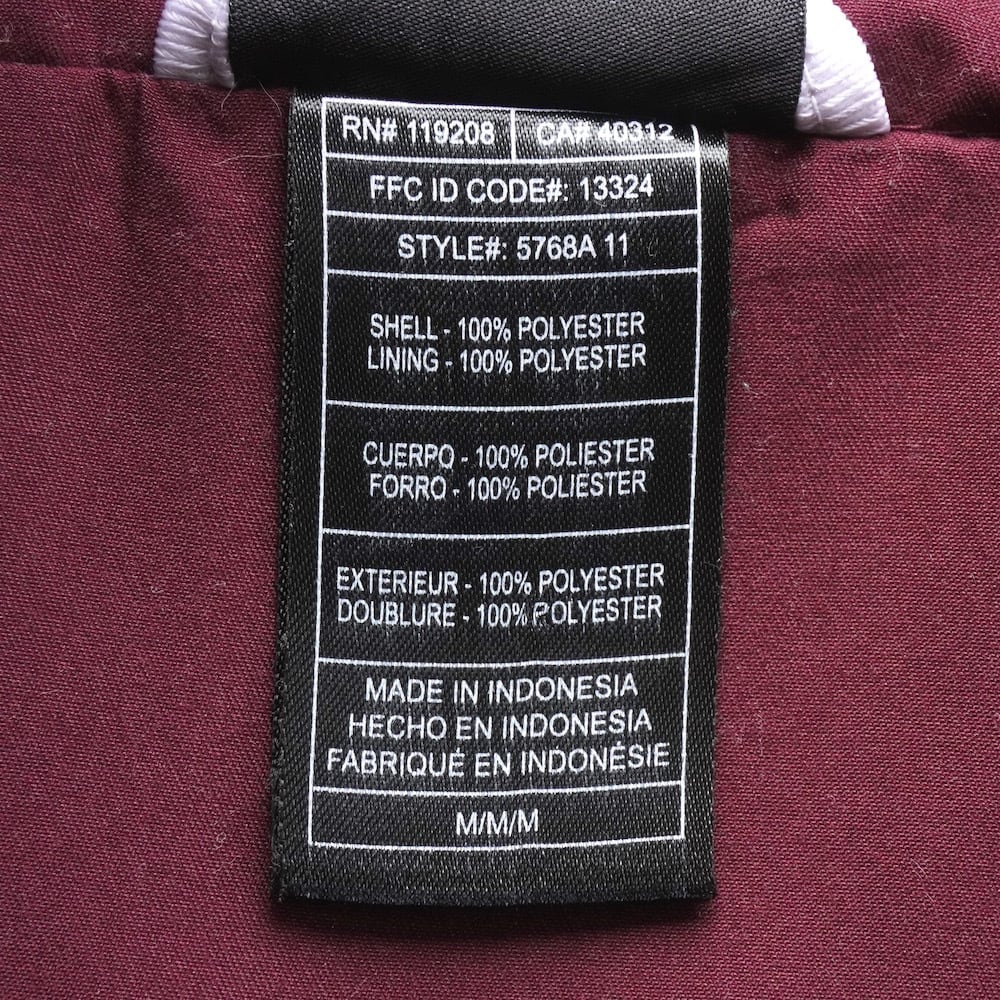 RN# 119208 CA# 40312
FFC ID CODE#: 13324
STYLE#: 5768A 11
SHELL - 100% POLYESTER
LINING - 100% POLYESTER
CUERPO - 100% POLIESTER
FORRO - 100% POLIESTER
EXTERIEUR - 100% POLYESTER
DOUBLURE - 100% POLYESTER
MADE IN INDONESIA
HECHO EN INDONESIA
FABRIQUÉ EN INDONÉSIE
M/M/M